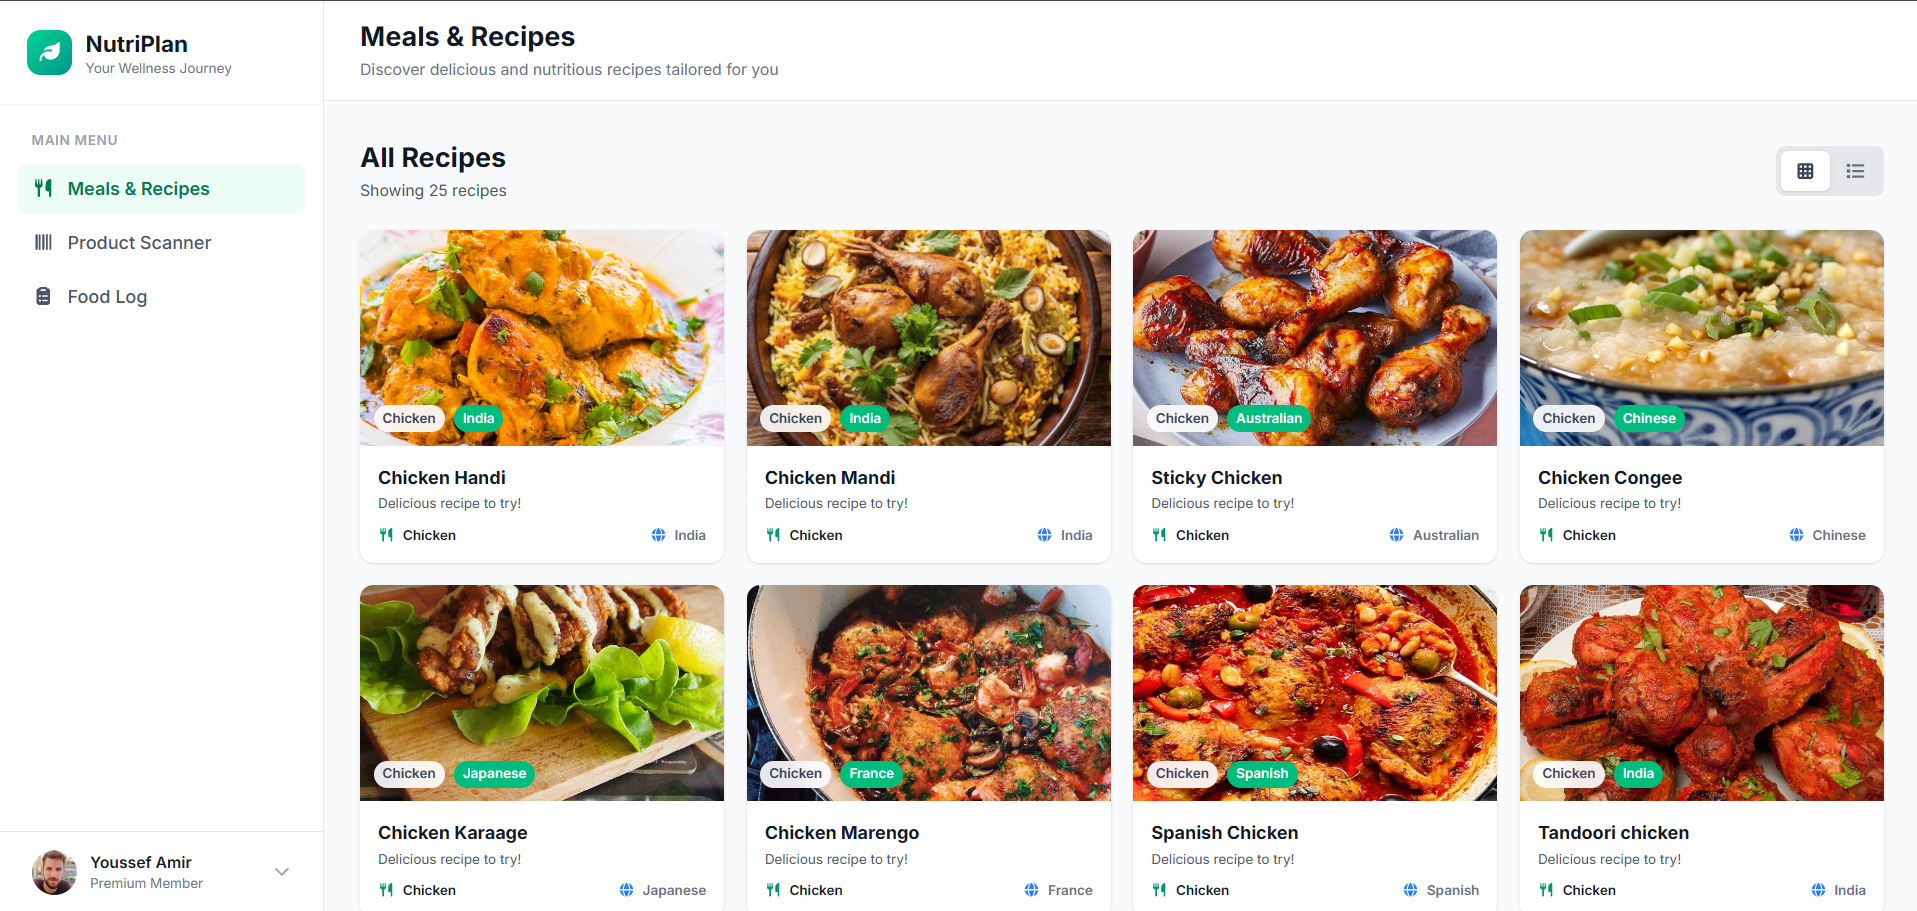 NutriPlan
Your Wellness Journey
MAIN MENU
Meals & Recipes
Product Scanner
Food Log
Youssef Amir
Premium Member
Meals & Recipes
Discover delicious and nutritious recipes tailored for you
All Recipes
Showing 25 recipes
Chicken India
Chicken Handi
Delicious recipe to try!
Chicken India
Chicken India
Chicken Mandi
Delicious recipe to try!
Chicken India
Chicken Australian
Sticky Chicken
Delicious recipe to try!
Chicken Australian
Chicken Chinese
Chicken Congee
Delicious recipe to try!
Chicken Chinese
Chicken Japanese
Chicken Karaage
Delicious recipe to try!
Chicken Japanese
Chicken France
Chicken Marengo
Delicious recipe to try!
Chicken France
Chicken Spanish
Spanish Chicken
Delicious recipe to try!
Chicken Spanish
Chicken India
Tandoori chicken
Delicious recipe to try!
Chicken India